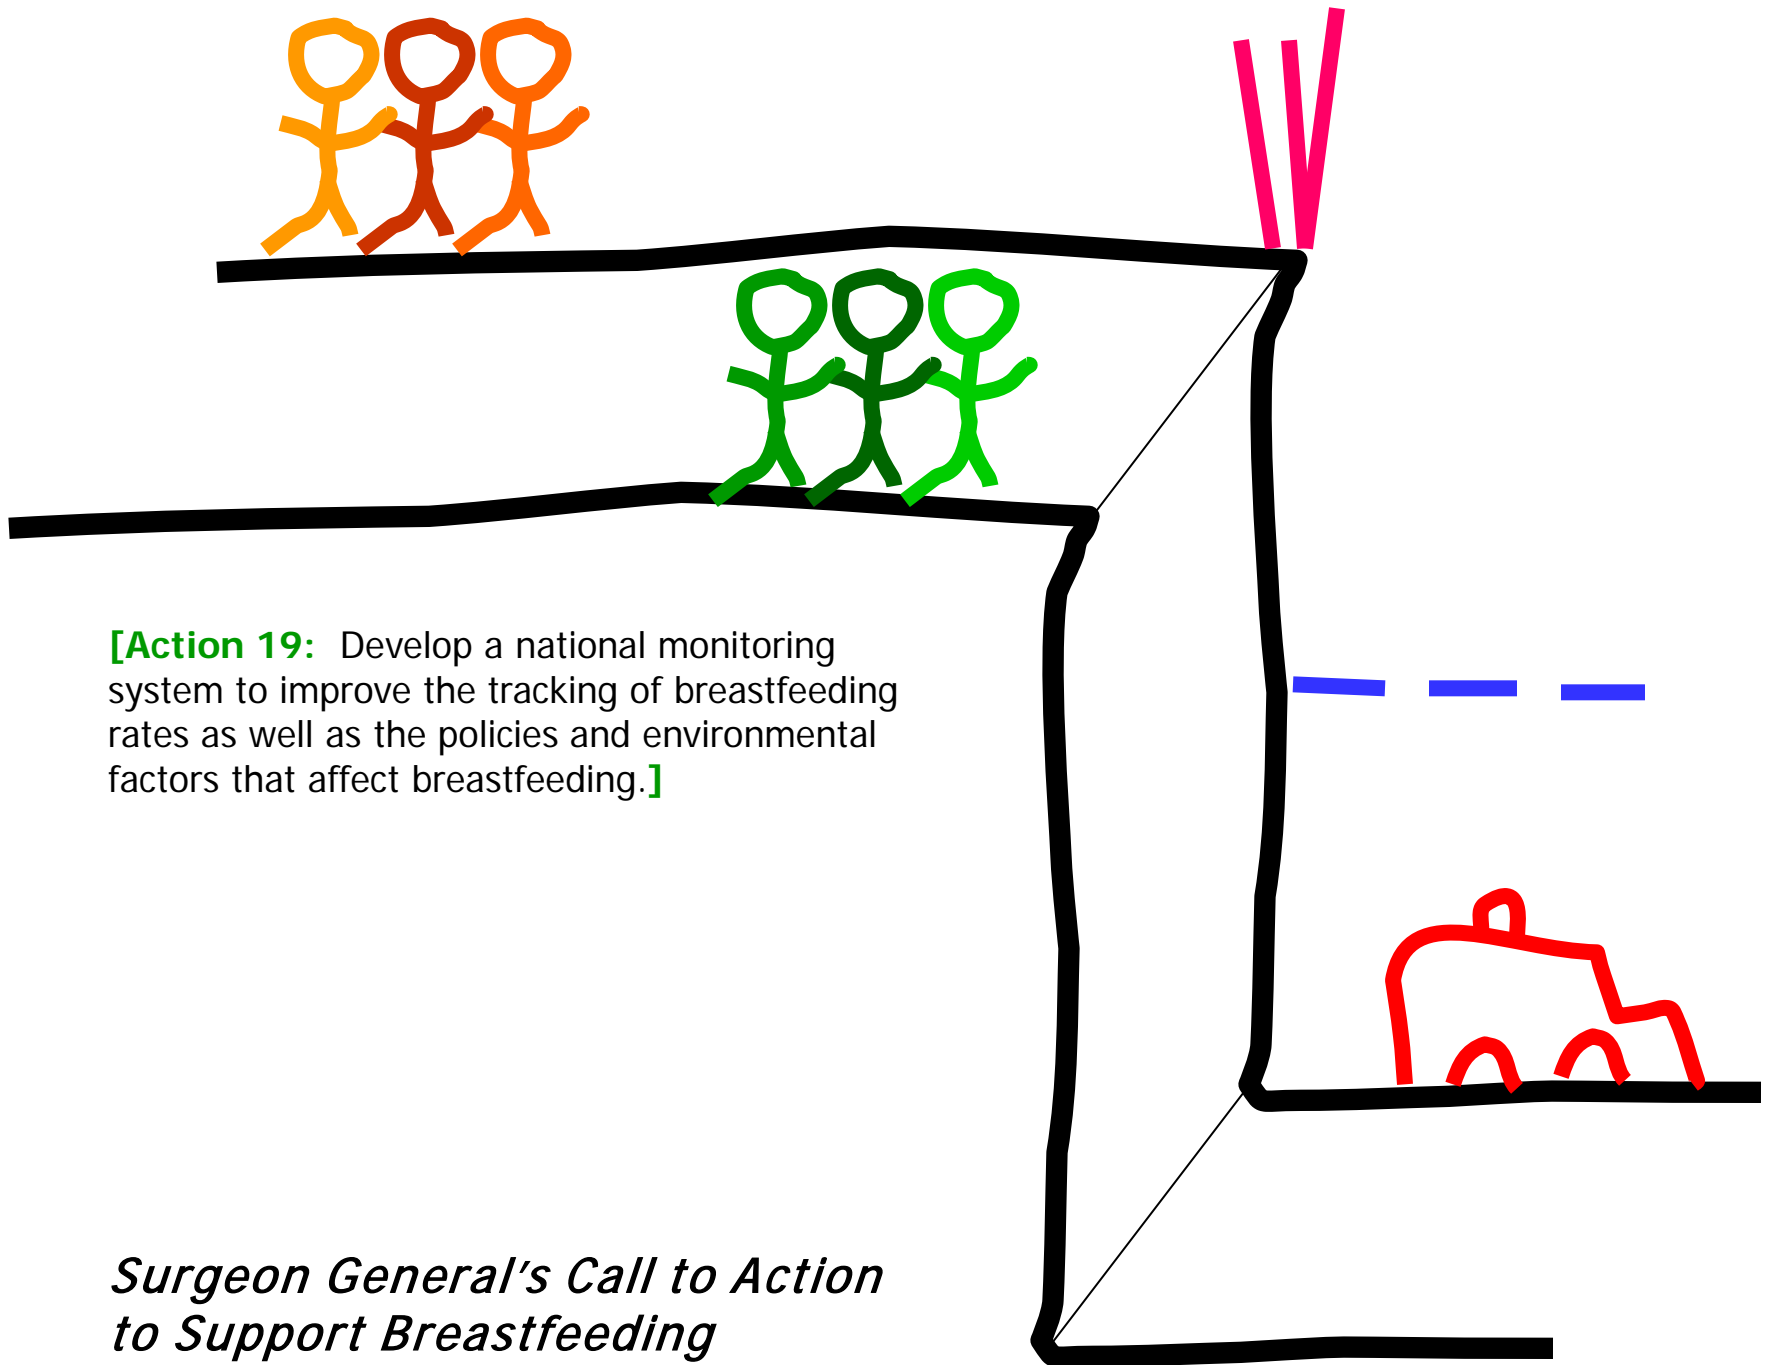 [Action 19:  Develop a national monitoring
system to improve the tracking of breastfeeding
rates as well as the policies and environmental
factors that affect breastfeeding.]
Surgeon General's Call to Action
to Support Breastfeeding